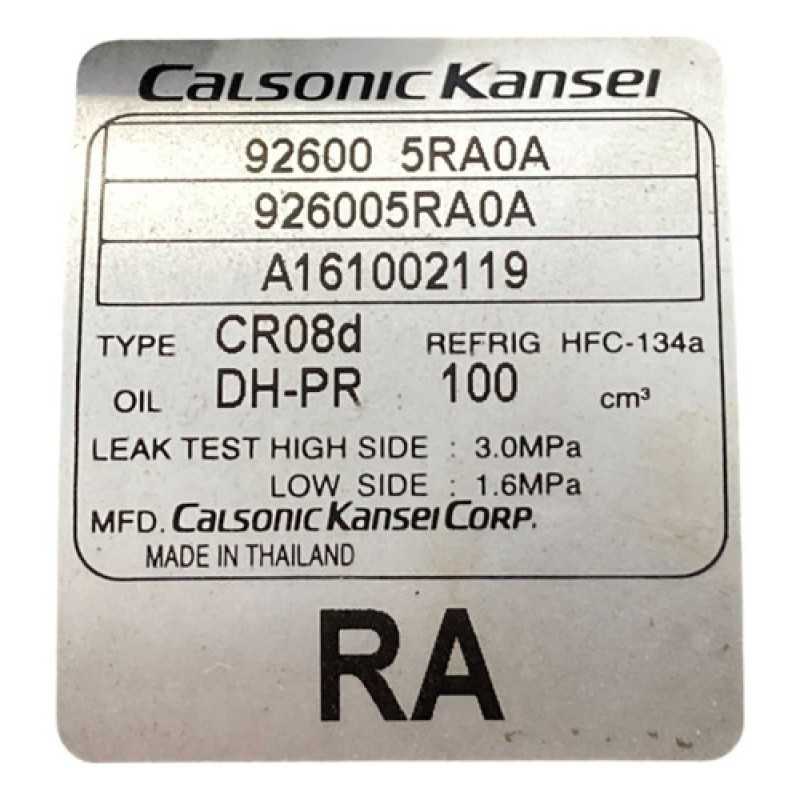 CALSONIC KANSEI
92600 5RA0A
926005RA0A
A161002119
TYPE CR08d REFRIG HFC-134a
OIL DH-PR 100 cm³
LEAK TEST HIGH SIDE : 3.0MPa
LOW SIDE : 1.6MPa
MFD. CALSONIC KANSEI CORP.
MADE IN THAILAND
RA